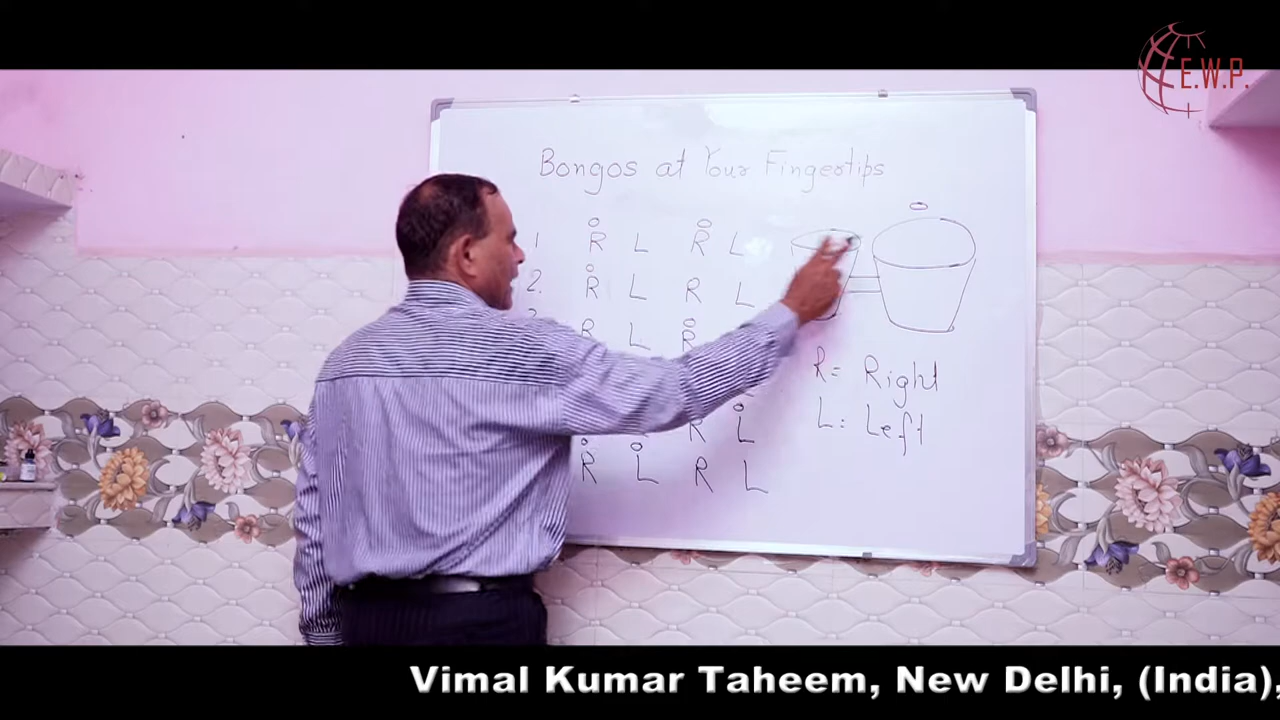 E.W.P.
Bongos at Your Fingertips
1 R L R L
2. R L R L
R L R
R L
R L R L
R = Right
L = Left
Vimal Kumar Taheem, New Delhi, (India),